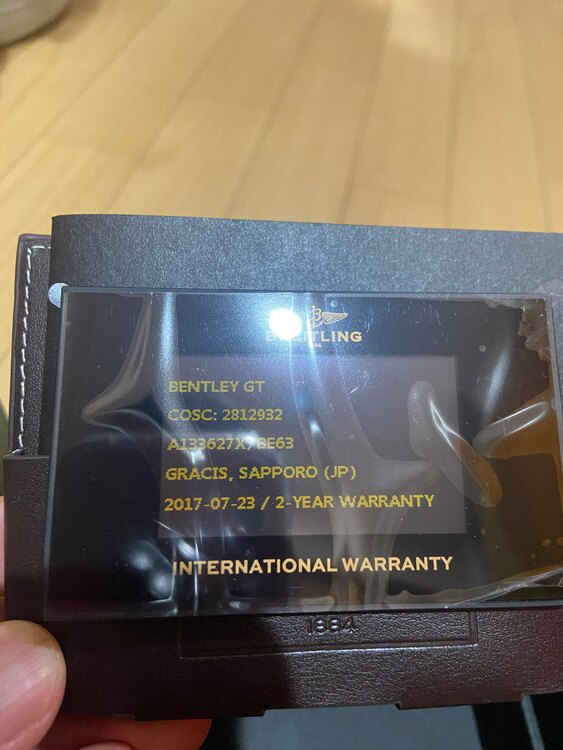 BREITLING
1884
BENTLEY GT
COSC: 2812932
A133627X/BE63
GRACIS, SAPPORO (JP)
2017-07-23 / 2-YEAR WARRANTY
INTERNATIONAL WARRANTY
1884